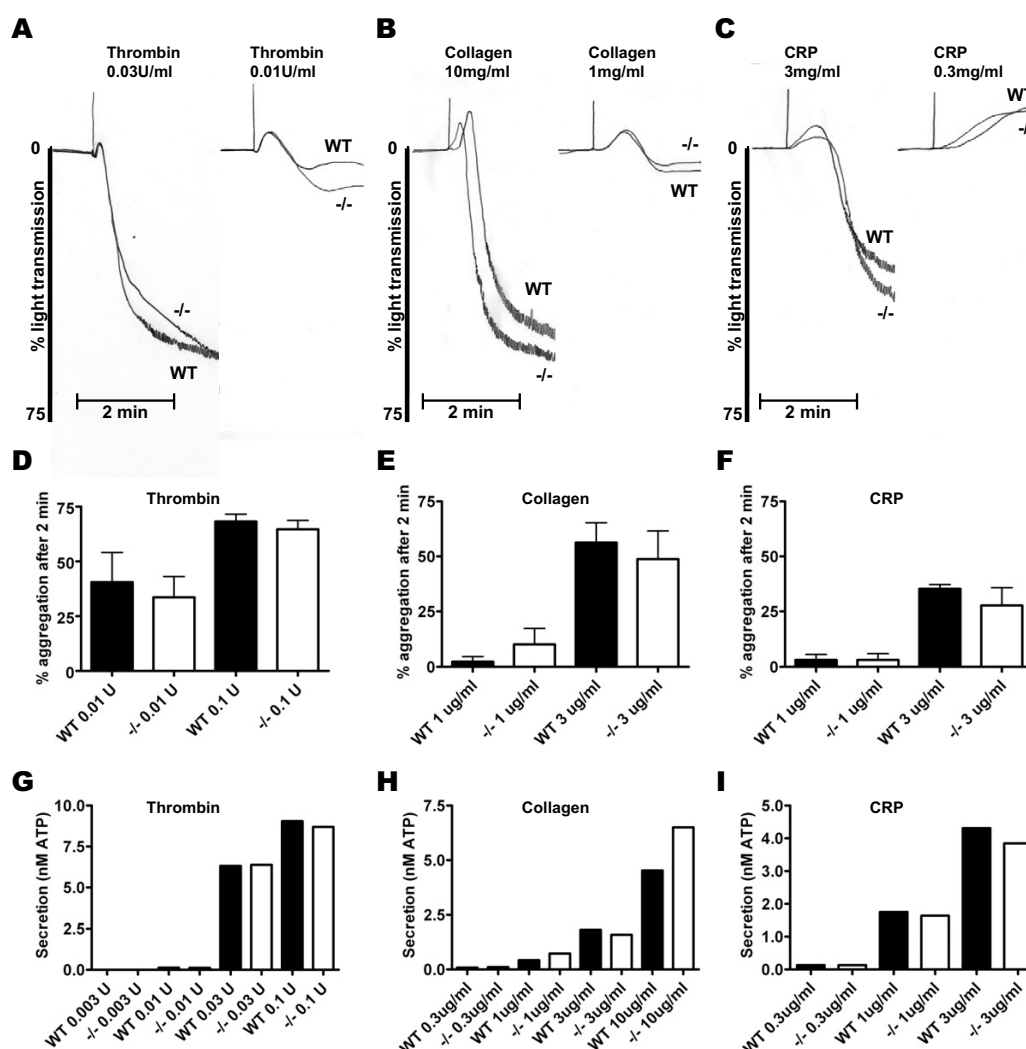 A
B
C
Thrombin
0.03U/ml
Thrombin
0.01U/ml
Collagen
10mg/ml
Collagen
1mg/ml
CRP
3mg/ml
CRP
0.3mg/ml
0
% light transmission
75
WT
-/-
-/-
WT
2 min
0
% light transmission
75
-/-
WT
WT
-/-
2 min
0
% light transmission
75
WT
-/-
WT
-/-
2 min
D
E
F
Thrombin
% aggregation after 2 min
75
50
25
0
WT 0.01 U
-/- 0.01 U
WT 0.1 U
-/- 0.1 U
Collagen
% aggregation after 2 min
75
50
25
0
WT 1 ug/ml
-/- 1 ug/ml
WT 3 ug/ml
-/- 3 ug/ml
CRP
% aggregation after 2 min
75
50
25
0
WT 1 ug/ml
-/- 1 ug/ml
WT 3 ug/ml
-/- 3 ug/ml
G
H
I
Thrombin
Secretion (nM ATP)
10.0
7.5
5.0
2.5
0.0
WT 0.003 U
-/- 0.003 U
WT 0.01 U
-/- 0.01 U
WT 0.03 U
-/- 0.03 U
WT 0.1 U
-/- 0.1 U
Collagen
Secretion (nM ATP)
7.5
5.0
2.5
0.0
WT 0.3ug/ml
-/- 0.3ug/ml
WT 1ug/ml
-/- 1ug/ml
WT 3ug/ml
-/- 3ug/ml
WT 10ug/ml
-/- 10ug/ml
CRP
Secretion (nM ATP)
5.0
4.0
3.0
2.0
1.0
0.0
WT 0.3ug/ml
-/- 0.3ug/ml
WT 1ug/ml
-/- 1ug/ml
WT 3ug/ml
-/- 3ug/ml